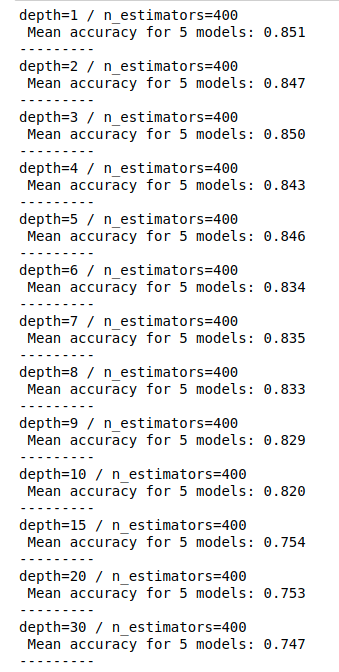 depth=1 / n_estimators=400
 Mean accuracy for 5 models: 0.851
---------
depth=2 / n_estimators=400
 Mean accuracy for 5 models: 0.847
---------
depth=3 / n_estimators=400
 Mean accuracy for 5 models: 0.850
---------
depth=4 / n_estimators=400
 Mean accuracy for 5 models: 0.843
---------
depth=5 / n_estimators=400
 Mean accuracy for 5 models: 0.846
---------
depth=6 / n_estimators=400
 Mean accuracy for 5 models: 0.834
---------
depth=7 / n_estimators=400
 Mean accuracy for 5 models: 0.835
---------
depth=8 / n_estimators=400
 Mean accuracy for 5 models: 0.833
---------
depth=9 / n_estimators=400
 Mean accuracy for 5 models: 0.829
---------
depth=10 / n_estimators=400
 Mean accuracy for 5 models: 0.820
---------
depth=15 / n_estimators=400
 Mean accuracy for 5 models: 0.754
---------
depth=20 / n_estimators=400
 Mean accuracy for 5 models: 0.753
---------
depth=30 / n_estimators=400
 Mean accuracy for 5 models: 0.747
---------